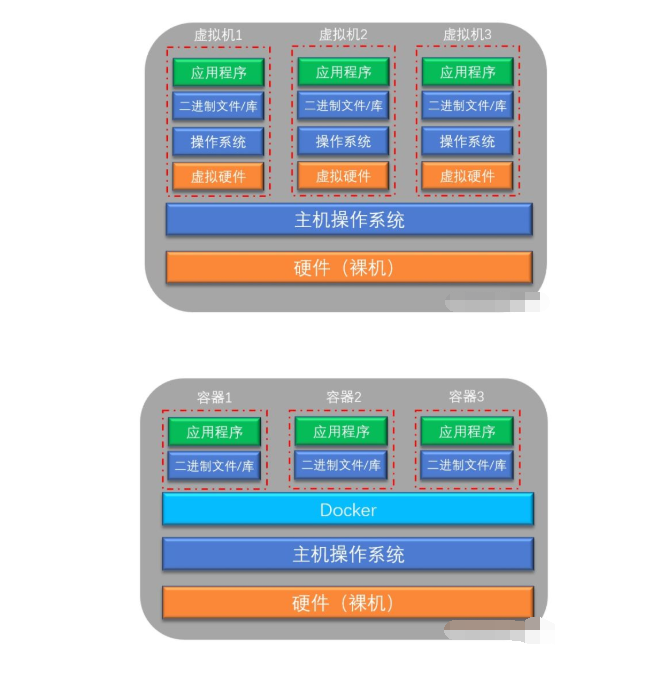 虚拟机1 虚拟机2 虚拟机3
应用程序 应用程序 应用程序
二进制文件/库 二进制文件/库 二进制文件/库
操作系统 操作系统 操作系统
虚拟硬件 虚拟硬件 虚拟硬件
主机操作系统
硬件（裸机）
容器1 容器2 容器3
应用程序 应用程序 应用程序
二进制文件/库 二进制文件/库 二进制文件/库
Docker
主机操作系统
硬件（裸机）